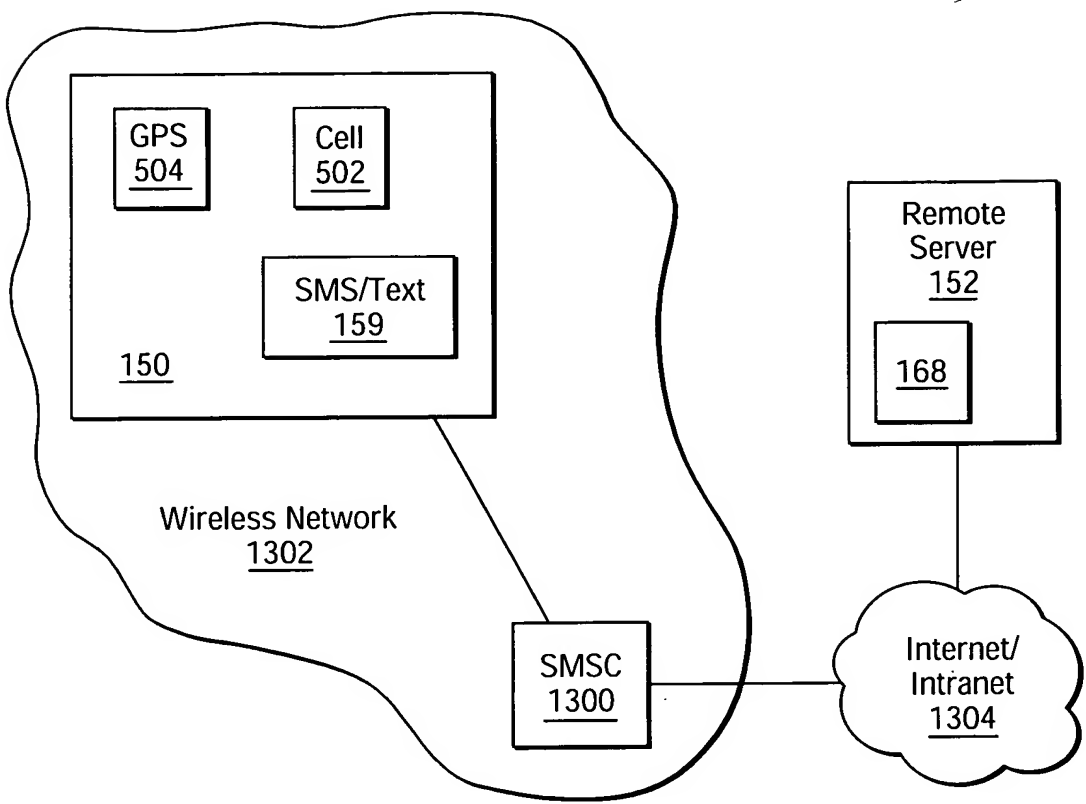 GPS
504
Cell
502
SMS/Text
159
150
Remote
Server
152
168
Wireless Network
1302
SMSC
1300
Internet/
Intranet
1304